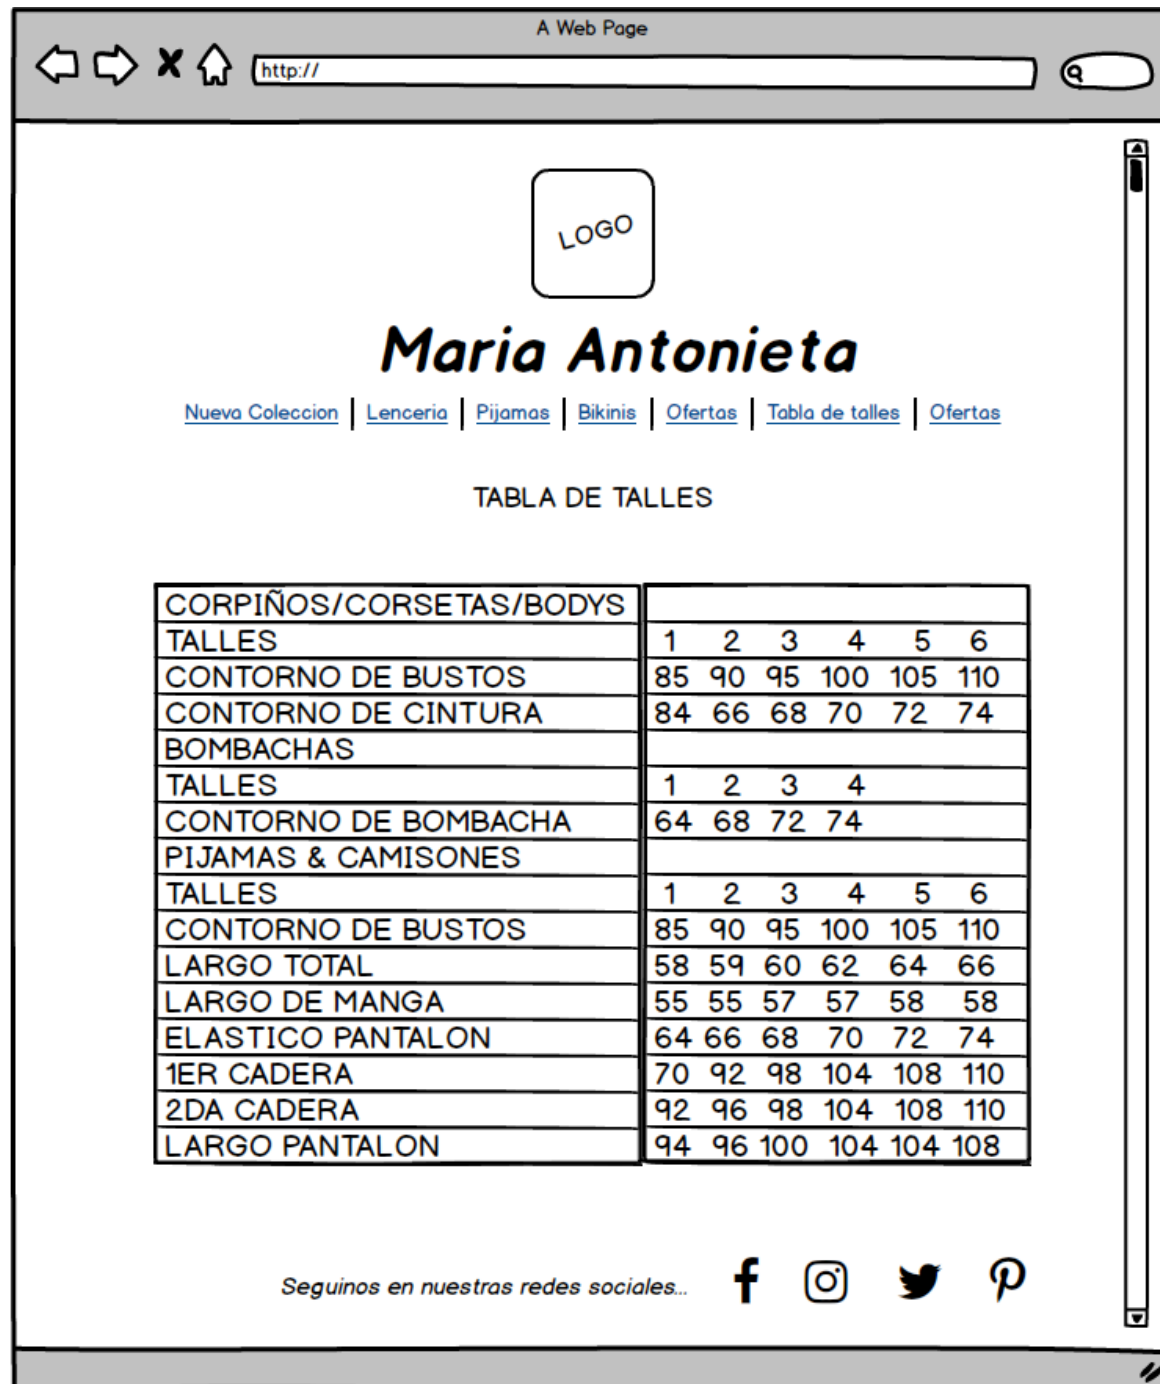 A Web Page
http://
LOGO
Maria Antonieta
Nueva Coleccion | Lenceria | Pijamas | Bikinis | Ofertas | Tabla de talles | Ofertas
TABLA DE TALLES
CORPIÑOS/CORSETAS/BODYS
TALLES 1 2 3 4 5 6
CONTORNO DE BUSTOS 85 90 95 100 105 110
CONTORNO DE CINTURA 84 66 68 70 72 74
BOMBACHAS
TALLES 1 2 3 4
CONTORNO DE BOMBACHA 64 68 72 74
PIJAMAS & CAMISONES
TALLES 1 2 3 4 5 6
CONTORNO DE BUSTOS 85 90 95 100 105 110
LARGO TOTAL 58 59 60 62 64 66
LARGO DE MANGA 55 55 57 57 58 58
ELASTICO PANTALON 64 66 68 70 72 74
1ER CADERA 70 92 98 104 108 110
2DA CADERA 92 96 98 104 108 110
LARGO PANTALON 94 96 100 104 104 108
Seguinos en nuestras redes sociales...